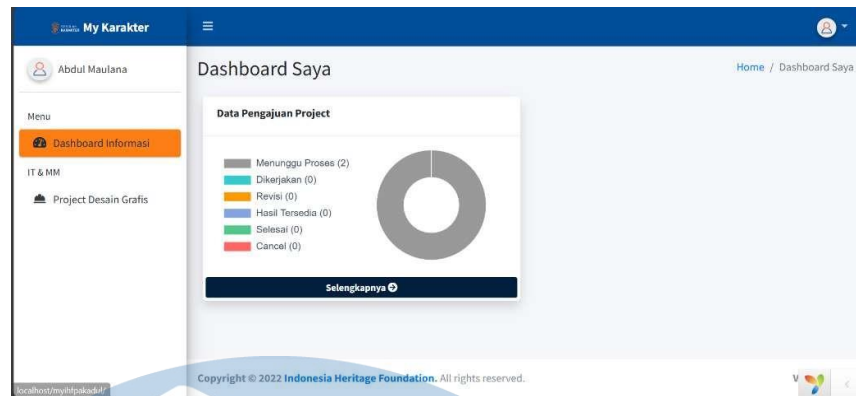 My Karakter
Abdul Maulana
Menu
Dashboard Informasi
IT & MM
Project Desain Grafis
Dashboard Saya
Home / Dashboard Saya
Data Pengajuan Project
Menunggu Proses (2)
Dikerjakan (0)
Revisi (0)
Hasil Tersedia (0)
Selesai (0)
Cancel (0)
Selengkapnya
Copyright © 2022 Indonesia Heritage Foundation. All rights reserved.
V
localhost/myihfpakadul/